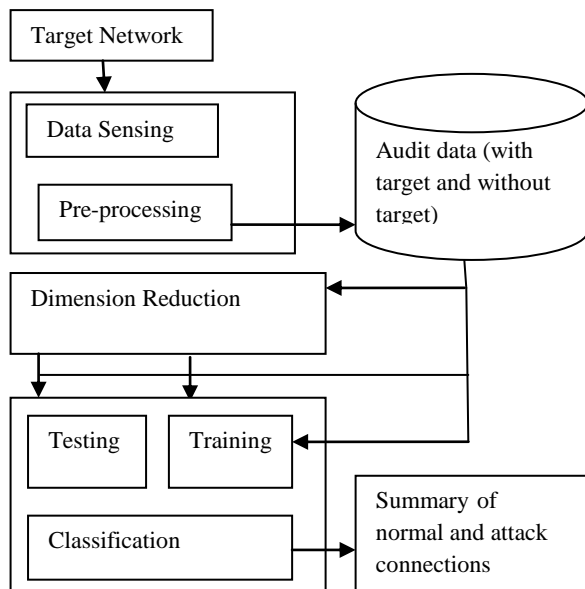 Target Network
Data Sensing
Pre-processing
Audit data (with
target and without
target)
Dimension Reduction
Testing
Training
Classification
Summary of
normal and attack
connections